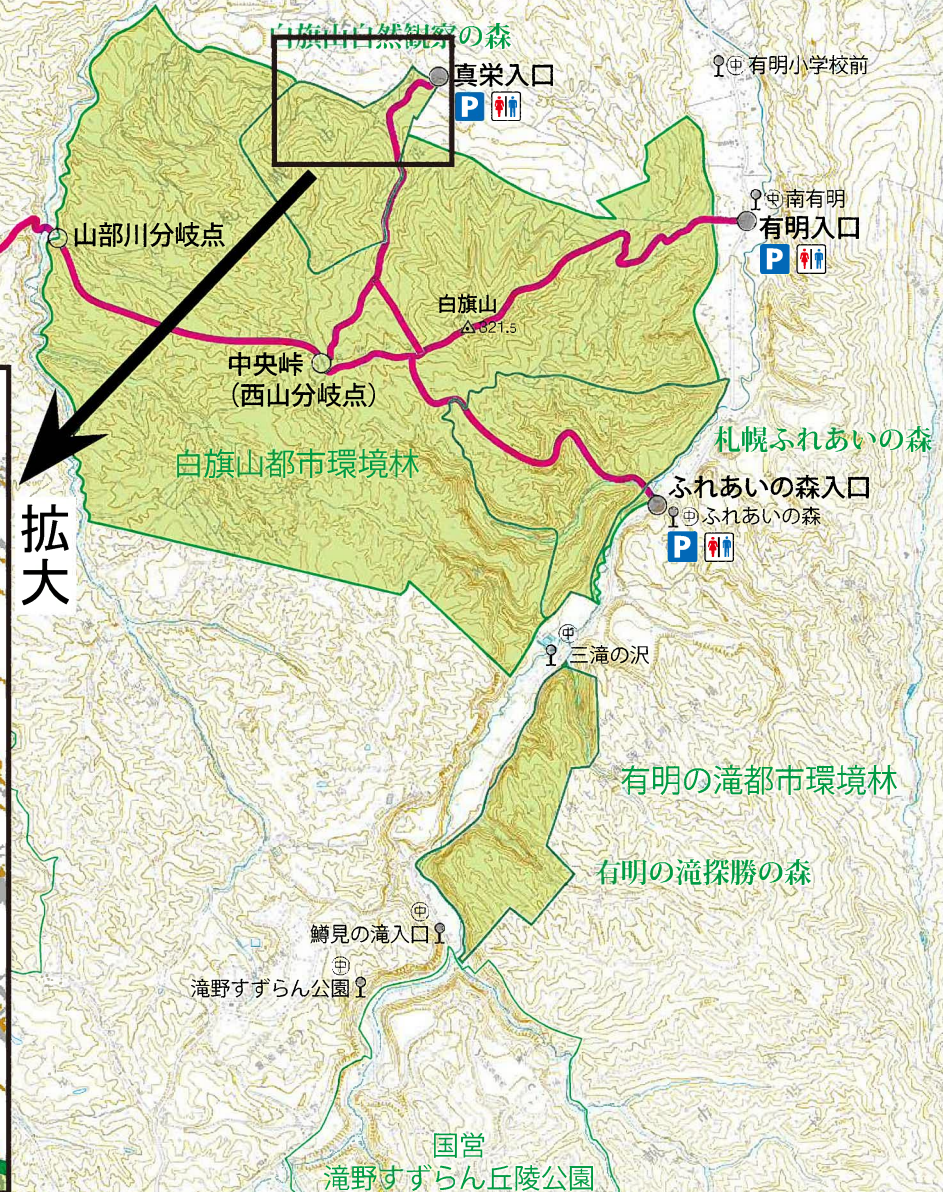 白旗山自然観察の森
真栄入口
P
中 有明小学校前
中 南有明
有明入口
P
山部川分岐点
白旗山
321.5
中央峠
（西山分岐点）
白旗山都市環境林
札幌ふれあいの森
ふれあいの森入口
中 ふれあいの森
P
拡大
中
三滝の沢
有明の滝都市環境林
有明の滝探勝の森
中
鱒見の滝入口
中
滝野すずらん公園
国営
滝野すずらん丘陵公園